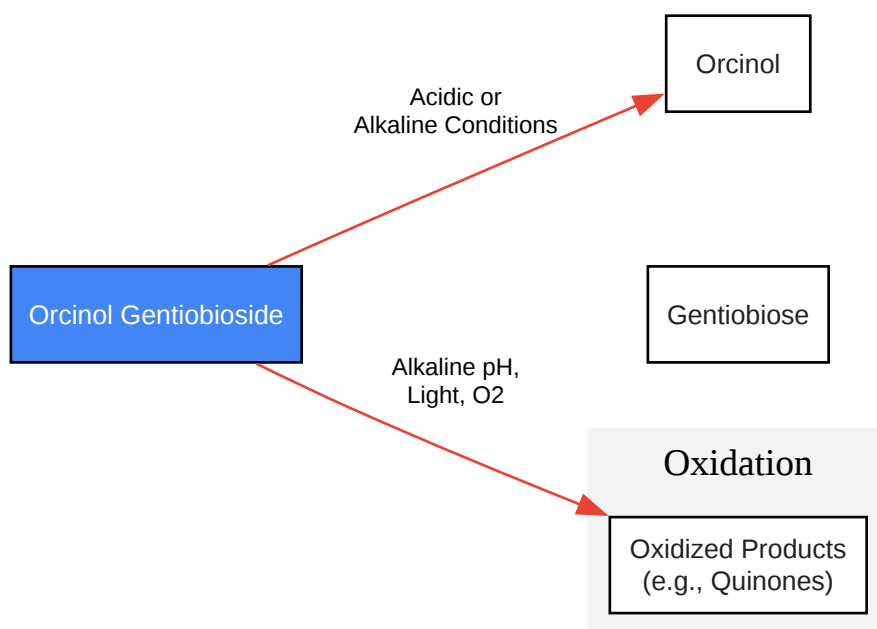 Orcinol
Acidic or
Alkaline Conditions
Orcinol Gentiobioside
Gentiobiose
Alkaline pH,
Light, O2
Oxidation
Oxidized Products
(e.g., Quinones)